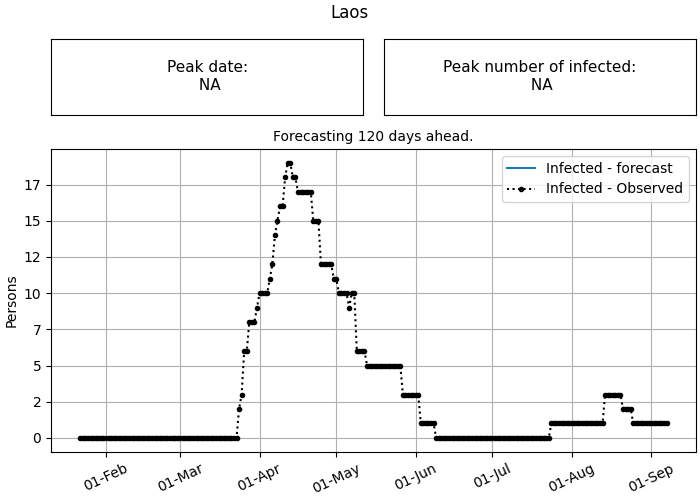 Laos
Peak date:
NA
Peak number of infected:
NA
Forecasting 120 days ahead.
Infected - forecast
Infected - Observed
Persons
17
15
12
10
7
5
2
0
01-Feb
01-Mar
01-Apr
01-May
01-Jun
01-Jul
01-Aug
01-Sep